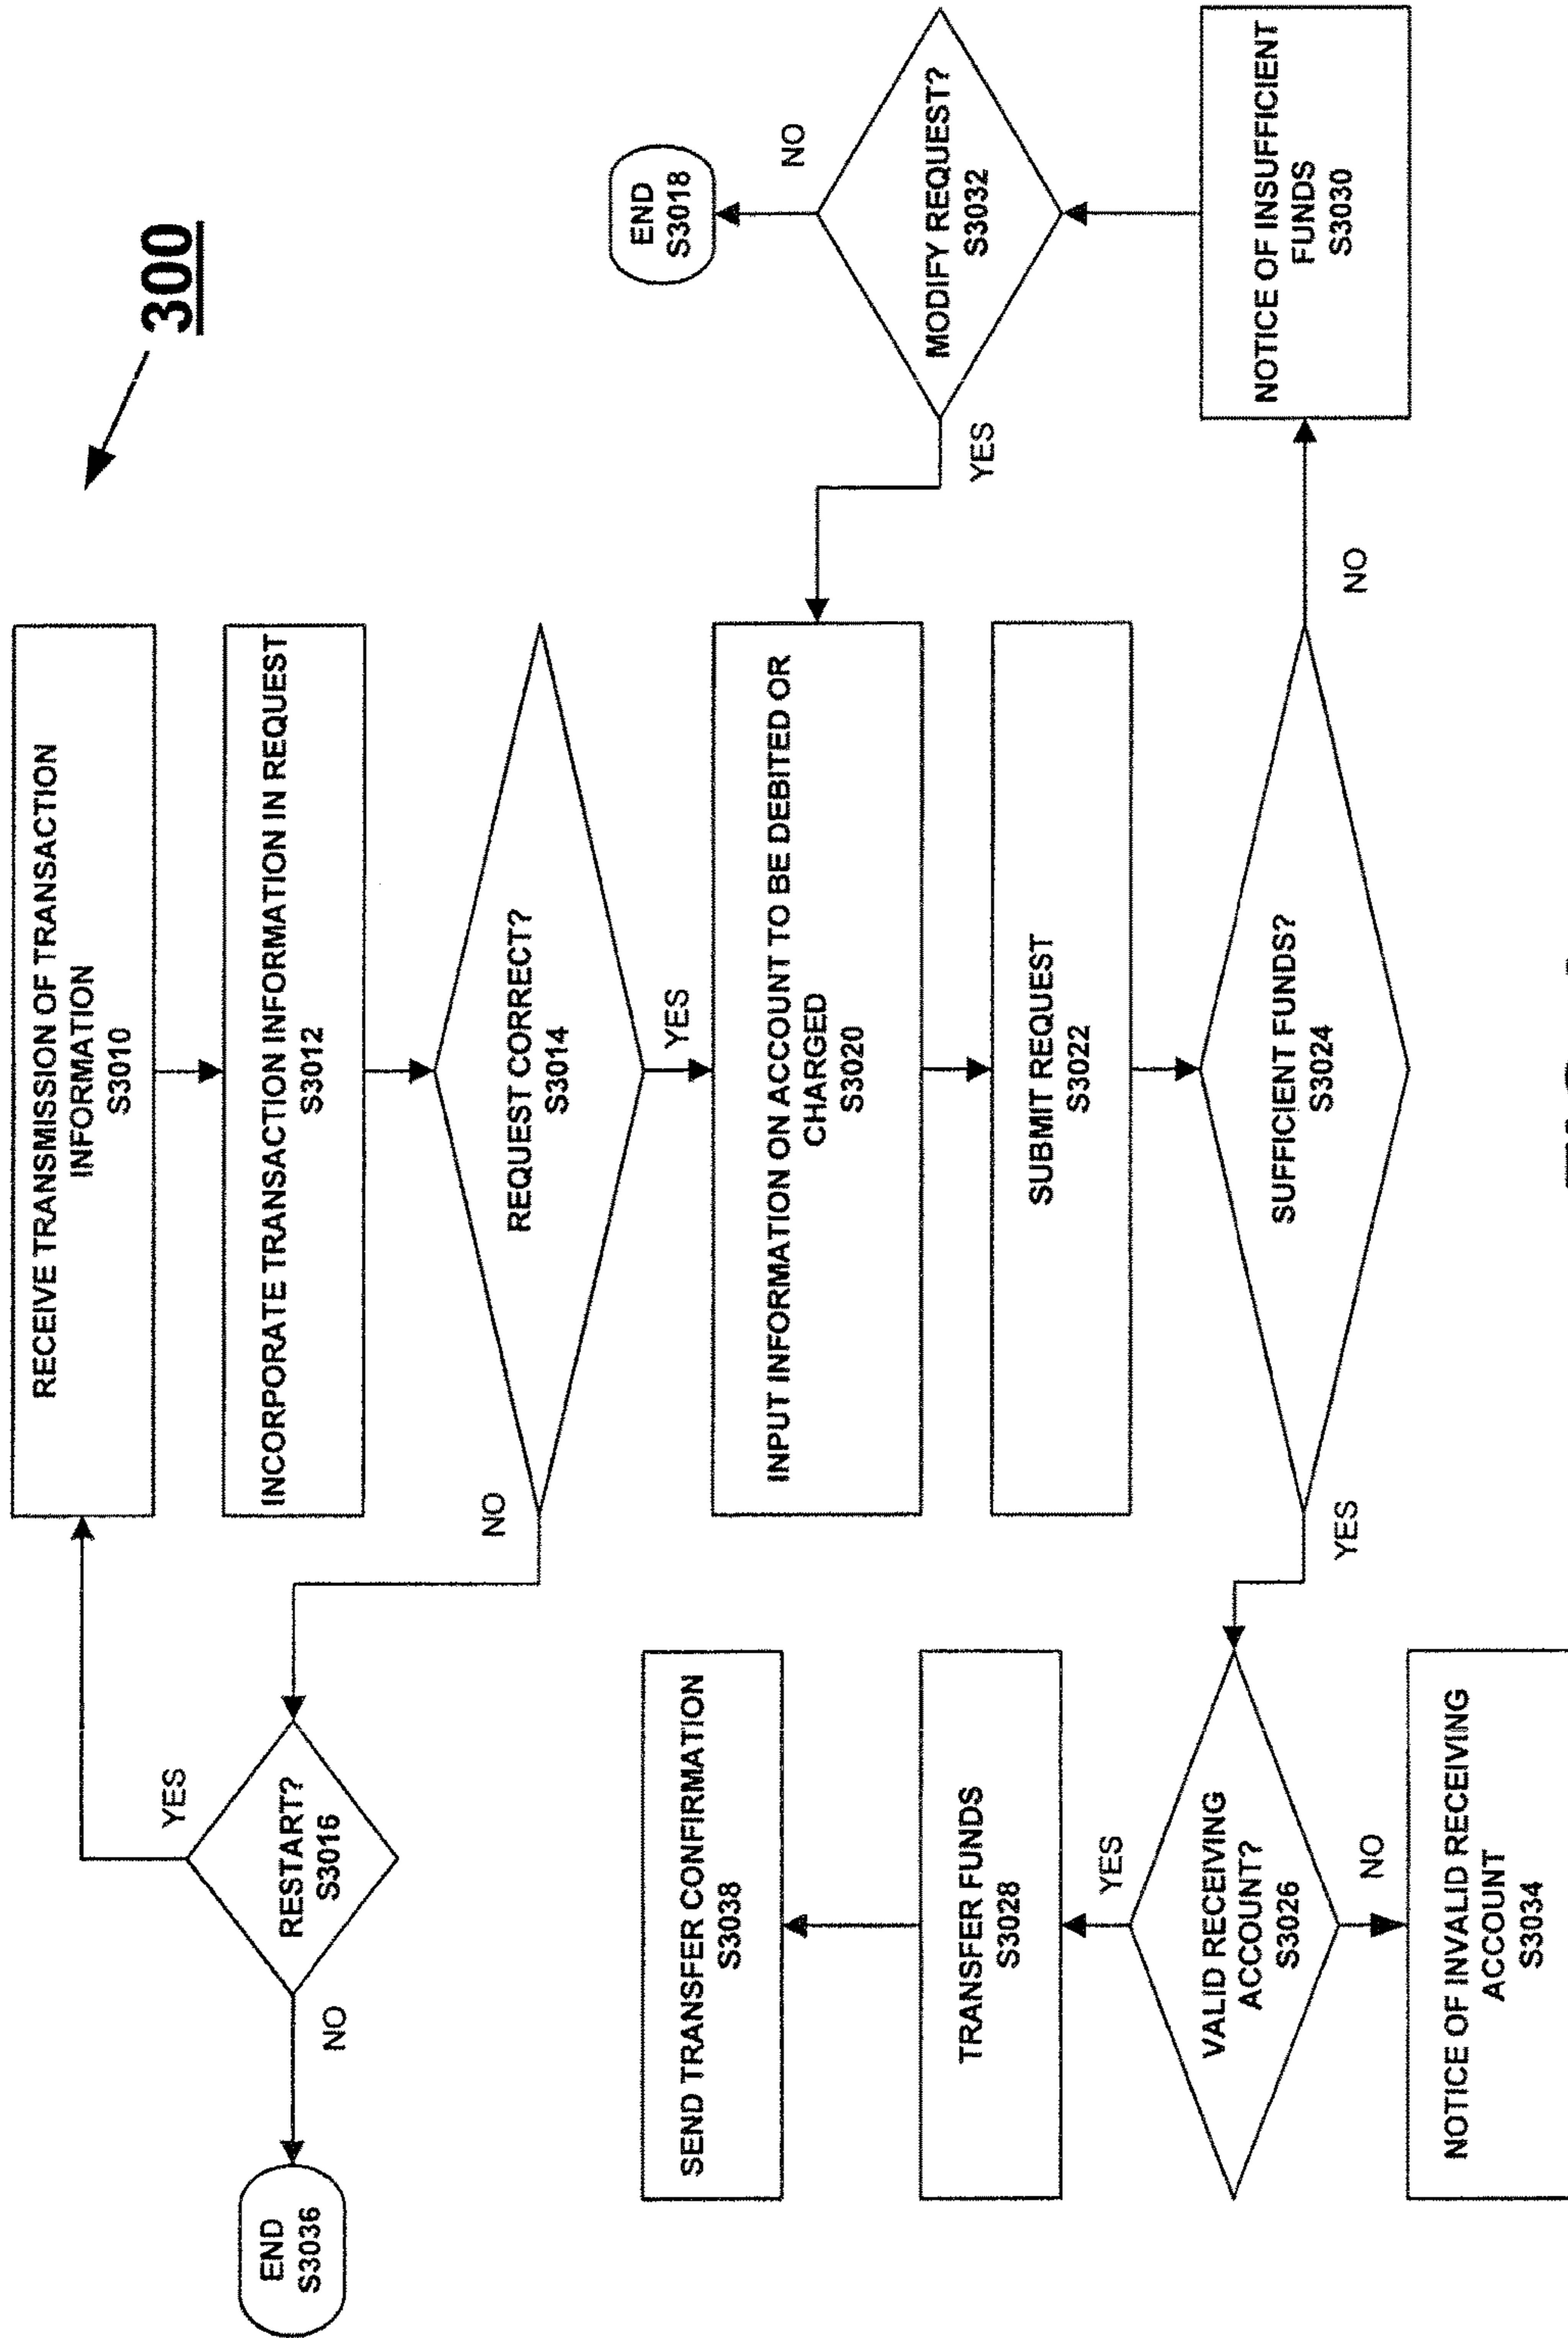 300
RECEIVE TRANSMISSION OF TRANSACTION
INFORMATION
S3010
INCORPORATE TRANSACTION INFORMATION IN REQUEST
S3012
REQUEST CORRECT?
S3014
NO
YES
RESTART?
S3016
YES
NO
END
S3036
INPUT INFORMATION ON ACCOUNT TO BE DEBITED OR
CHARGED
S3020
SUBMIT REQUEST
S3022
SUFFICIENT FUNDS?
S3024
YES
NO
NOTICE OF INSUFFICIENT
FUNDS
S3030
MODIFY REQUEST?
S3032
YES
NO
END
S3018
VALID RECEIVING
ACCOUNT?
S3026
YES
NO
TRANSFER FUNDS
S3028
SEND TRANSFER CONFIRMATION
S3038
NOTICE OF INVALID RECEIVING
ACCOUNT
S3034